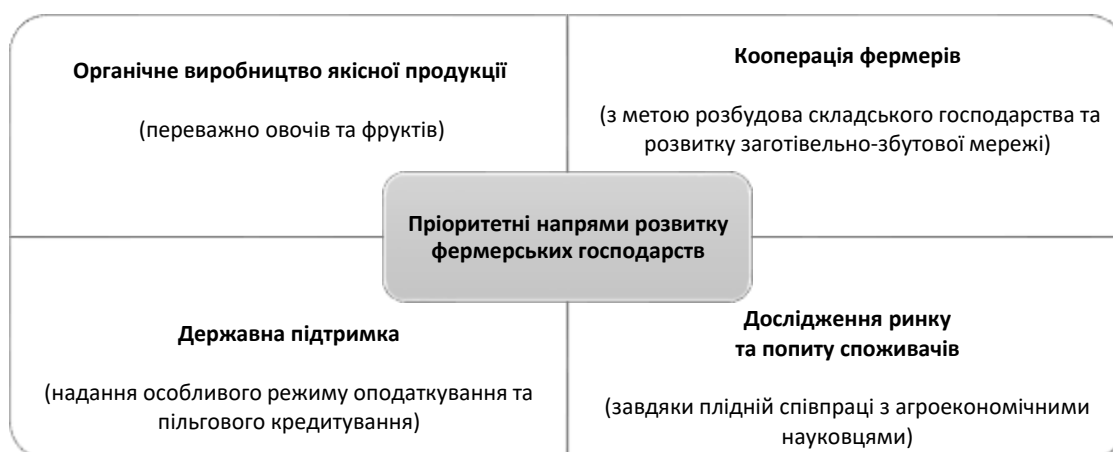 Органічне виробництво якісної продукції
(переважно овочів та фруктів)
Кооперація фермерів
(з метою розбудова складського господарства та
розвитку заготівельно-збутової мережі)
Пріоритетні напрями розвитку
фермерських господарств
Державна підтримка
(надання особливого режиму оподаткування та
пільгового кредитування)
Дослідження ринку
та попиту споживачів
(завдяки плідній співпраці з агроекономічними
науковцями)